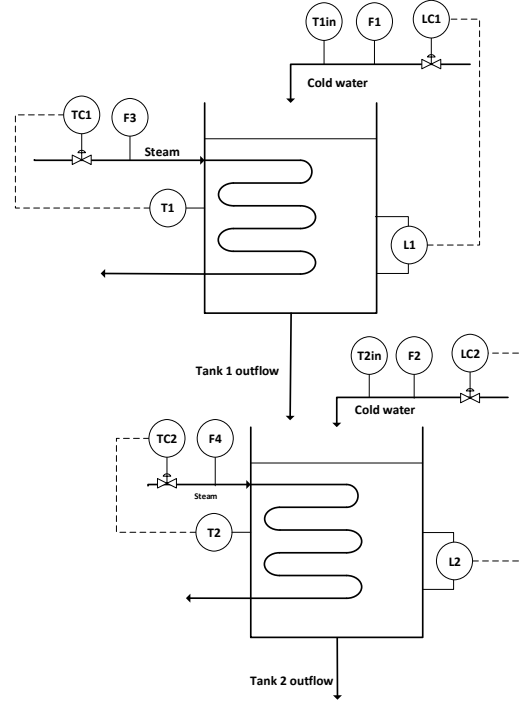 T1in
F1
LC1
Cold water
TC1
F3
Steam
T1
L1
Tank 1 outflow
T2in
F2
LC2
Cold water
TC2
F4
Steam
T2
L2
Tank 2 outflow